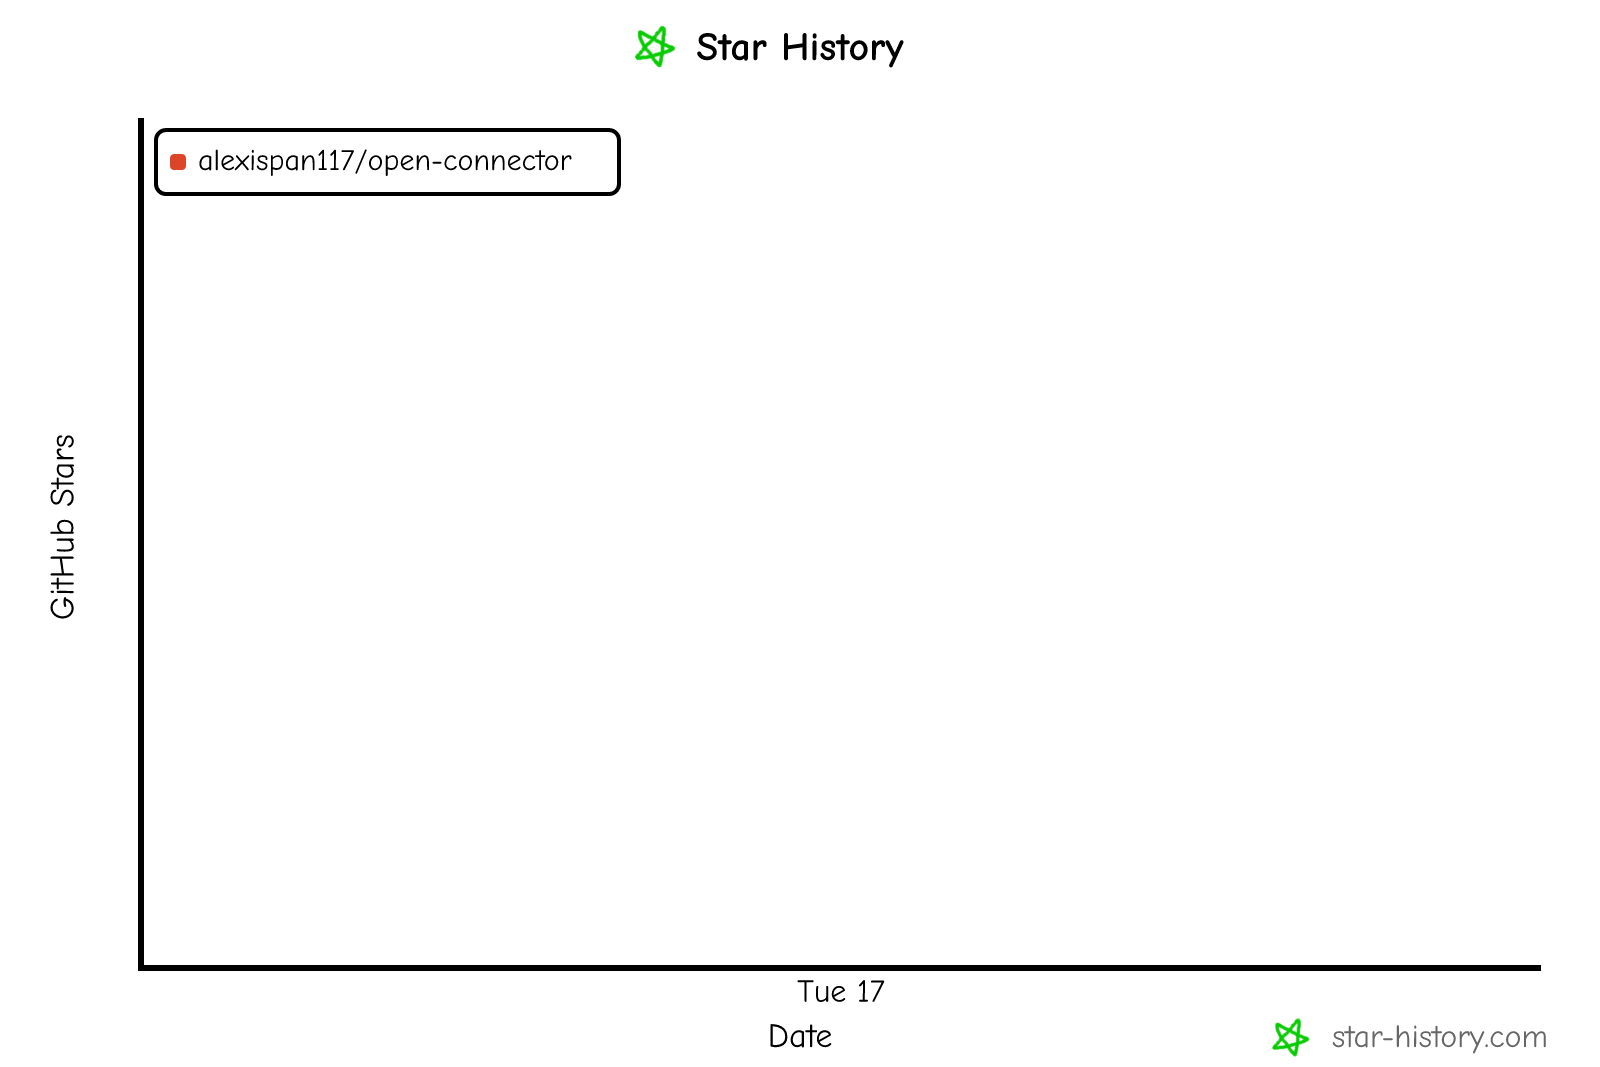 Star History
alexispan117/open-connector
GitHub Stars
Tue 17
Date
star-history.com